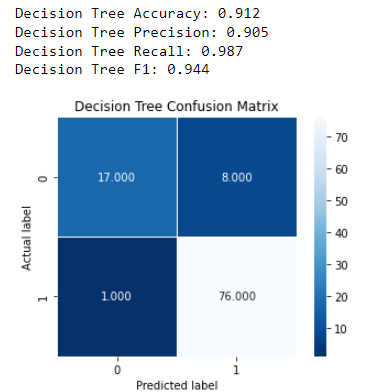 Decision Tree Accuracy: 0.912
Decision Tree Precision: 0.905
Decision Tree Recall: 0.987
Decision Tree F1: 0.944
Decision Tree Confusion Matrix
Actual label
0
17.000
8.000
1
1.000
76.000
0
1
Predicted label
70
60
50
40
30
20
10